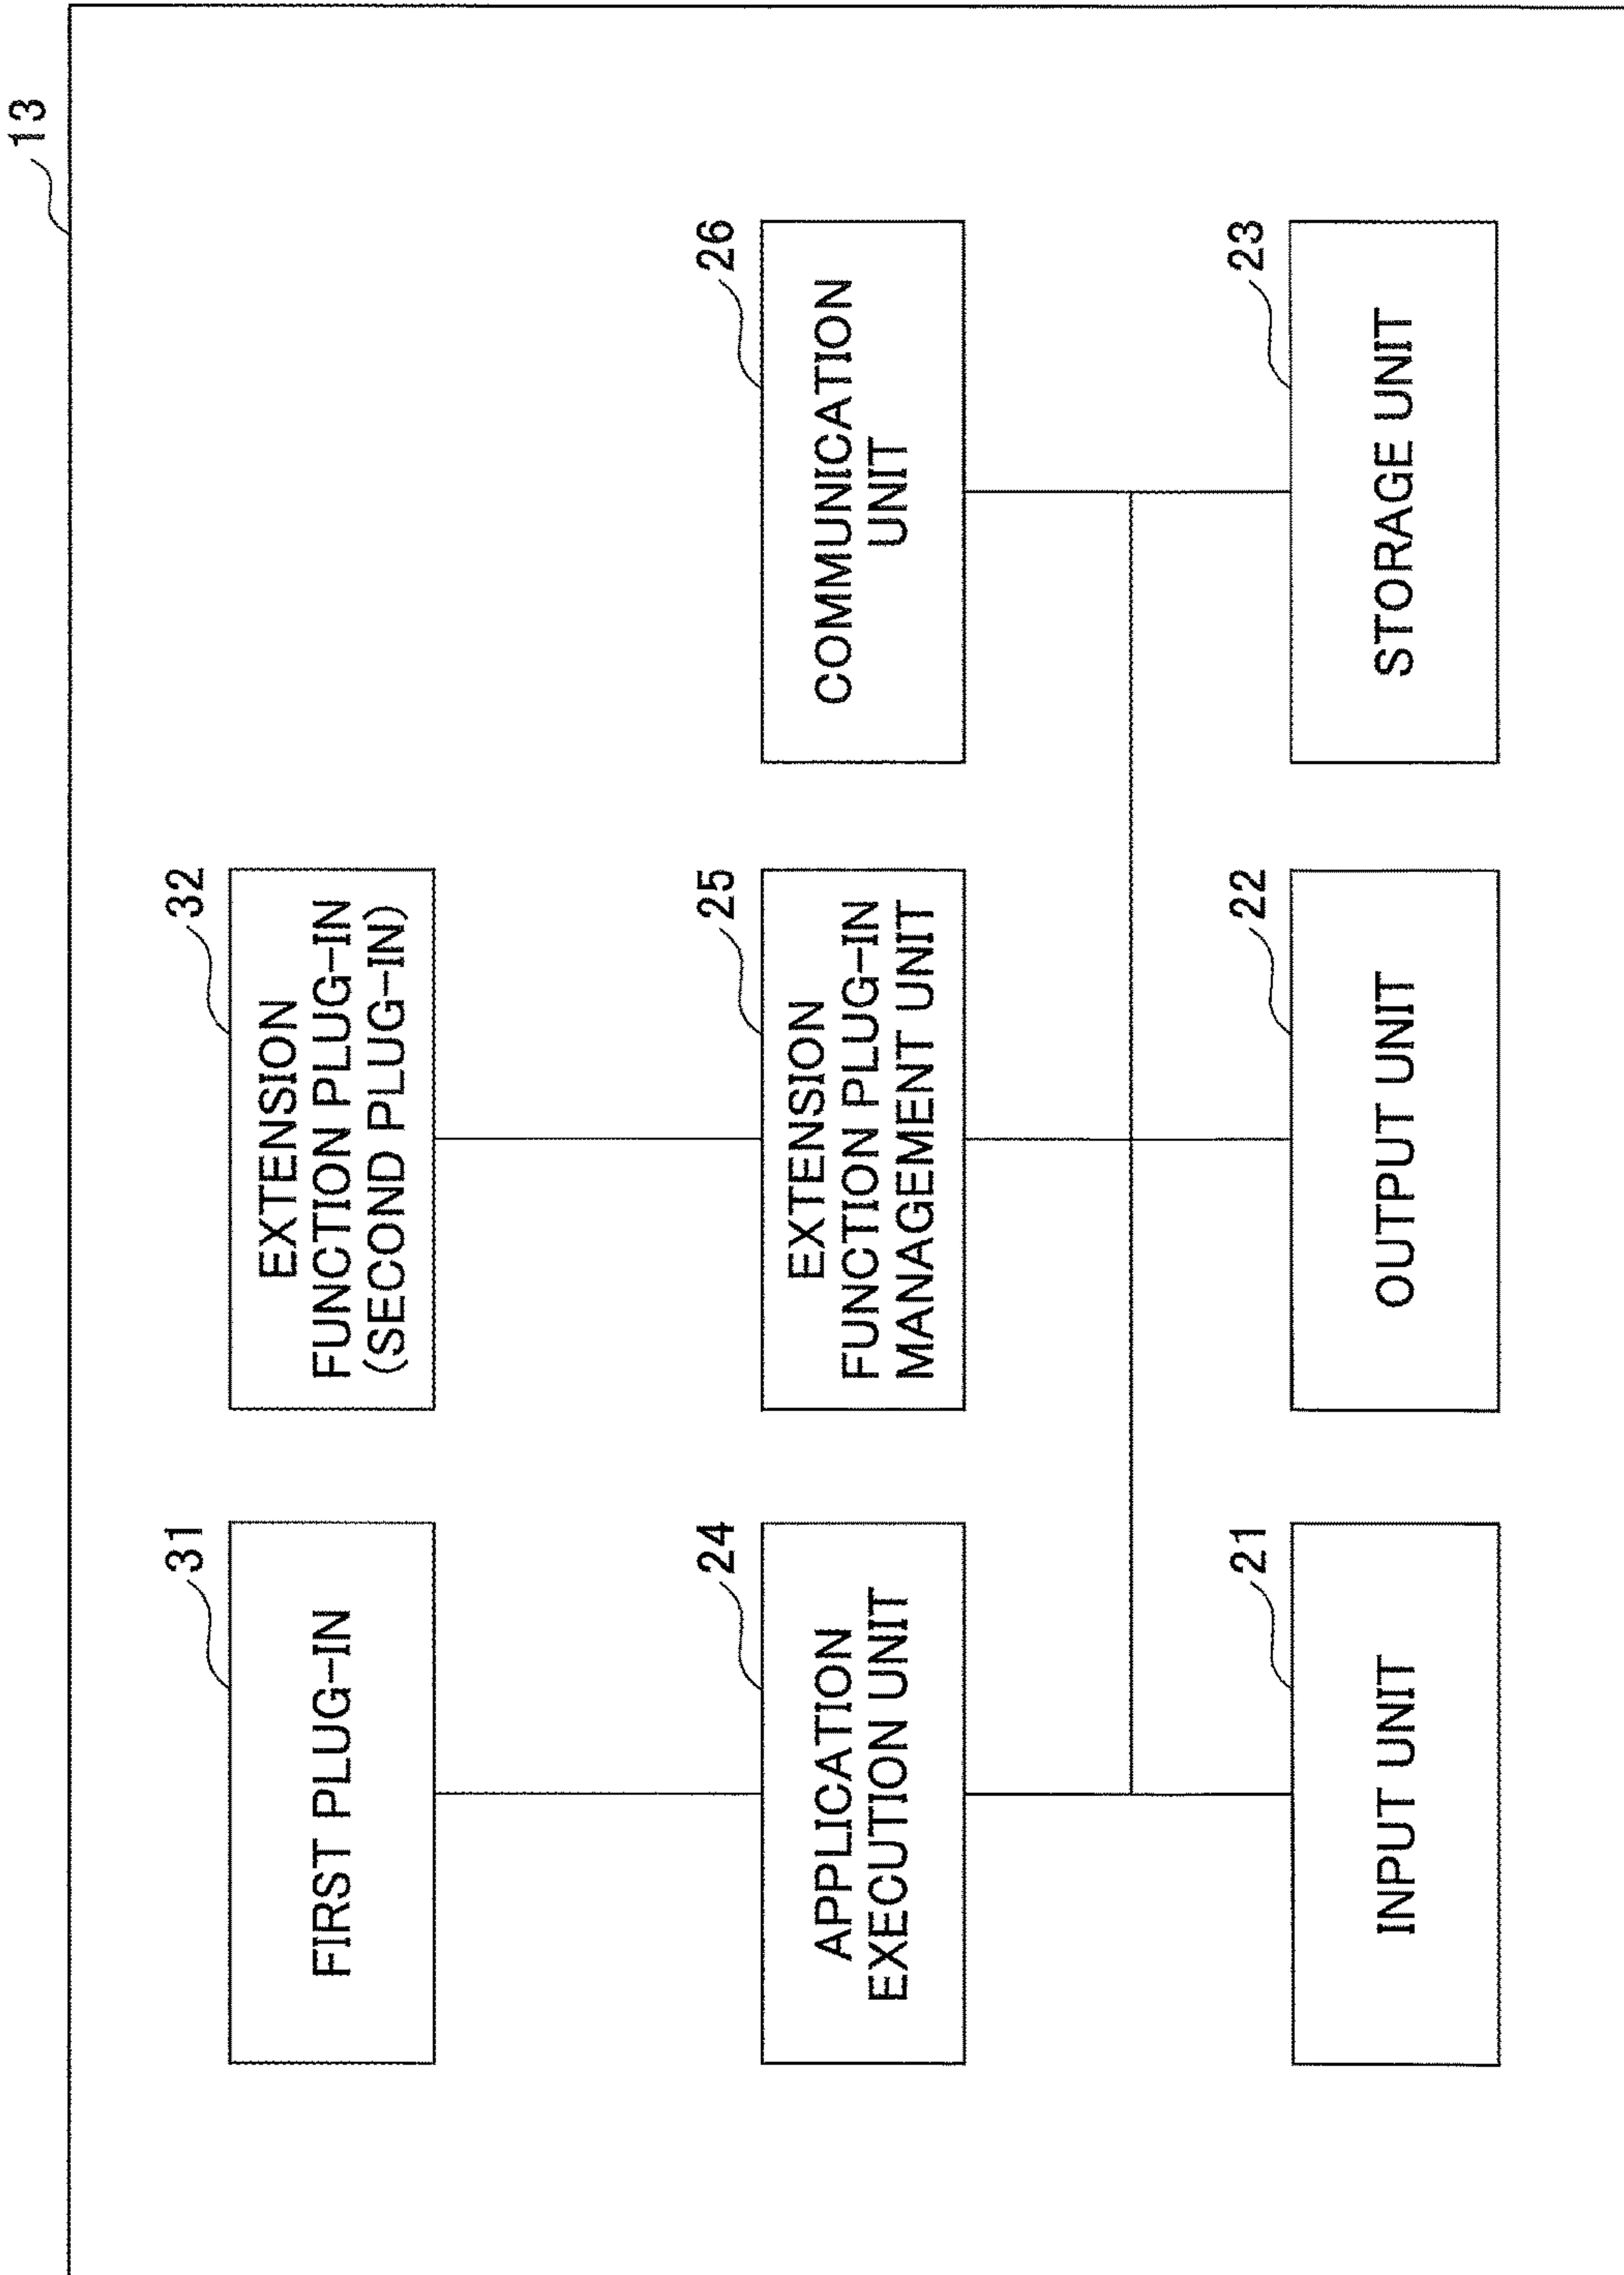 13
31
FIRST PLUG-IN
32
EXTENSION
FUNCTION PLUG-IN
(SECOND PLUG-IN)
24
APPLICATION
EXECUTION UNIT
25
EXTENSION
FUNCTION PLUG-IN
MANAGEMENT UNIT
26
COMMUNICATION
UNIT
21
INPUT UNIT
22
OUTPUT UNIT
23
STORAGE UNIT